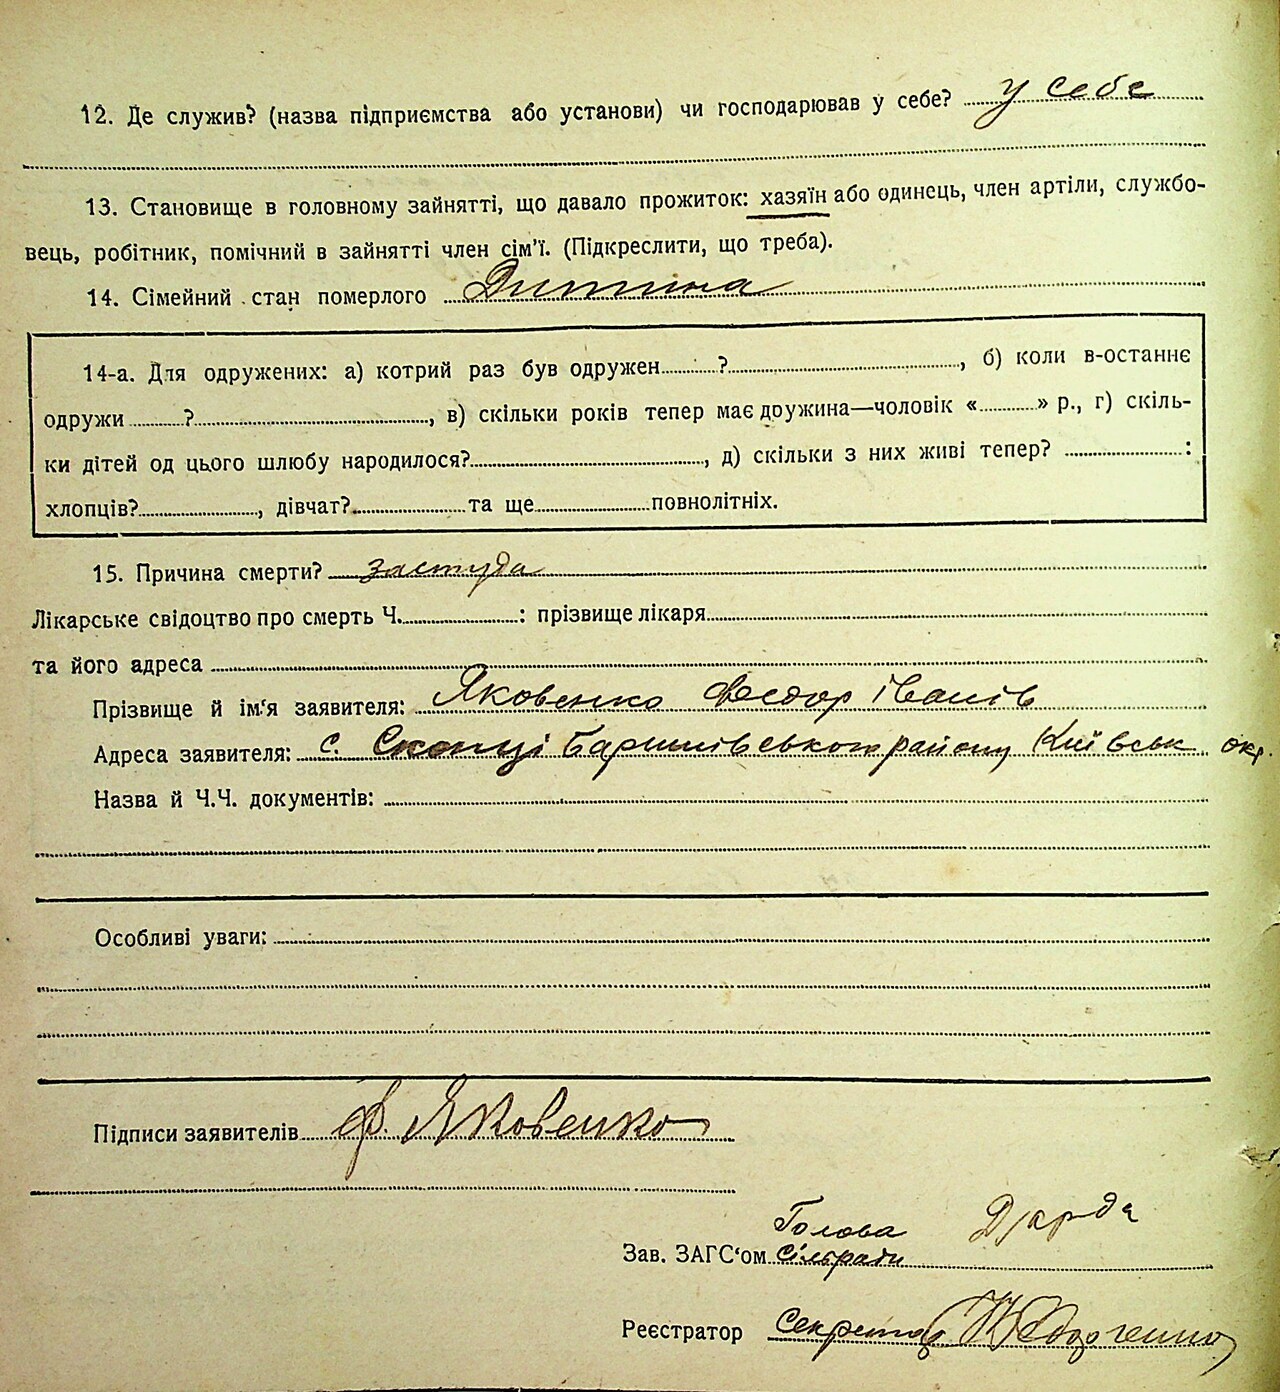 12. Де служив? (назва підприємства або установи) чи господарював у себе? у себе
13. Становище в головному зайнятті, що давало прожиток: хазяїн або одинець, член артіли, службо-
вець, робітник, помічний в зайнятті член сім'ї. (Підкреслити, що треба).
14. Сімейний стан померлого Дитина
14-а. Для одружених: а) котрий раз був одружен........?........, б) коли в-останнє
одружи........?........, в) скільки років тепер має дружина—чоловік «........» р., г) скіль-
ки дітей од цього шлюбу народилося?........, д) скільки з них живі тепер? ........:
хлопців?........, дівчат?........та ще........повнолітніх.
15. Причина смерти? застуда
Лікарське свідоцтво про смерть Ч.........: прізвище лікаря........
та його адреса ........
Прізвище й ім'я заявителя: Яковенко Федор Іванів
Адреса заявителя: с. Скопці Баришівського району Київськ окр.
Назва й Ч.Ч. документів: ........
Особливі уваги: ........
Підписи заявителів Ф. Яковенко
Голова
Зав. ЗАГС'ом сільради
Реєстратор Секретар